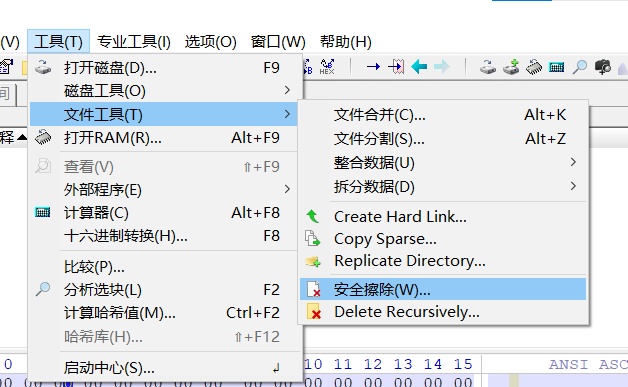 (V) 工具(T) 专业工具(I) 选项(O) 窗口(W) 帮助(H)
打开磁盘(D)... F9
磁盘工具(O)
文件工具(T)
打开RAM(R)... Alt+F9
查看(V) ⇧+F9
外部程序(E)
计算器(C) Alt+F8
十六进制转换(H)... F8
比较(P)...
分析选块(L) F2
计算哈希值(M)... Ctrl+F2
哈希库(H)... ⇧+F12
启动中心(S)... ↲
文件合并(C)... Alt+K
文件分割(S)... Alt+Z
整合数据(U)
拆分数据(D)
Create Hard Link...
Copy Sparse...
Replicate Directory...
安全擦除(W)...
Delete Recursively...
间
释
HEX
0 10 11 12 13 14 15 ANSI ASC
00 00 00 00 00 00